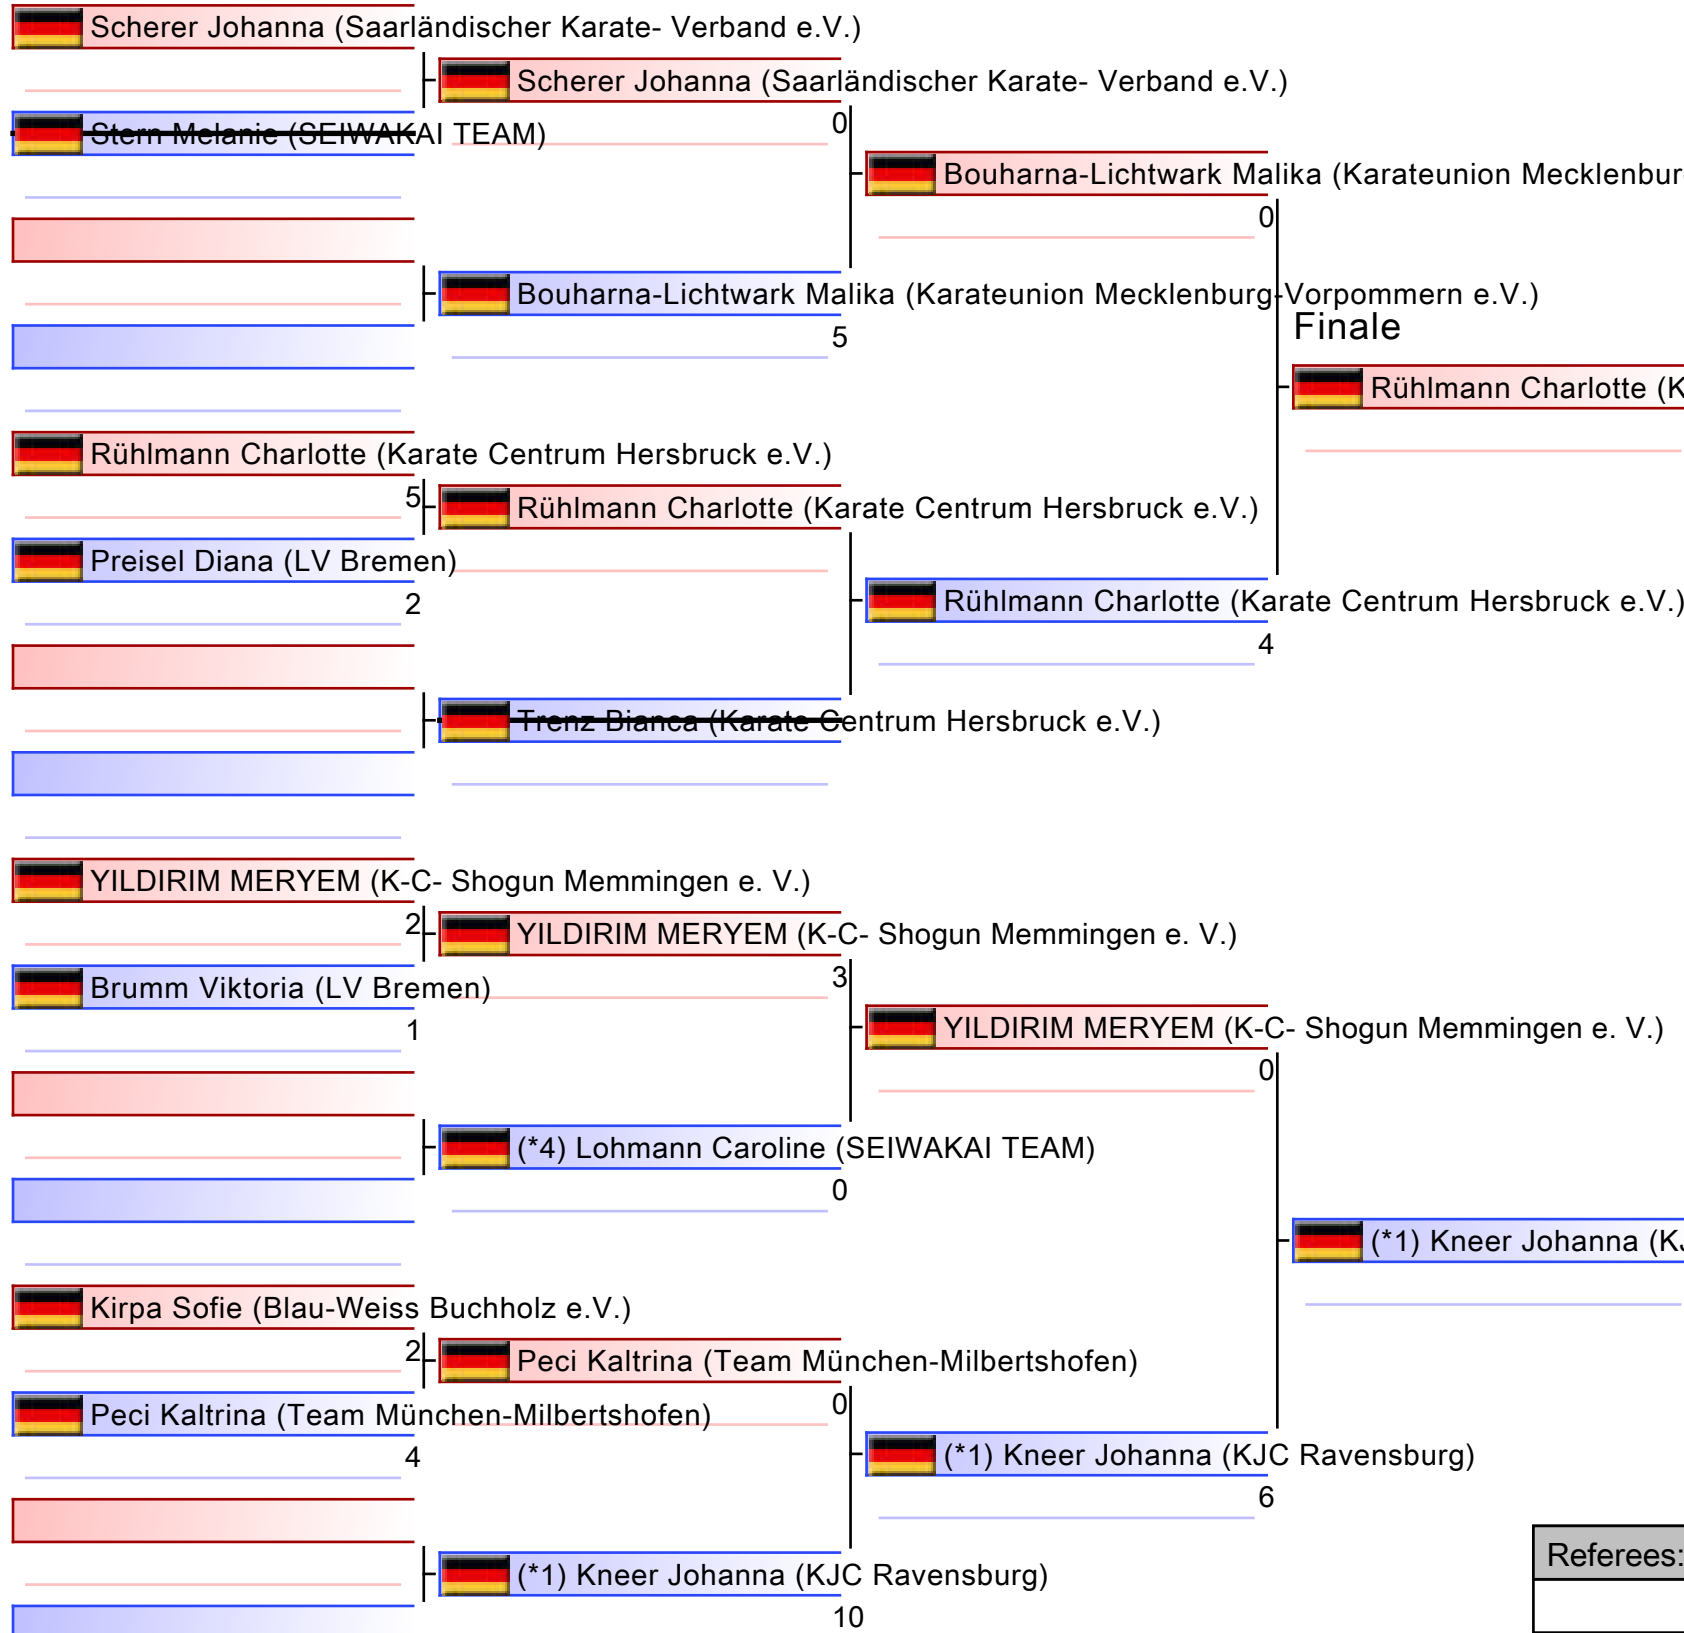 Scherer Johanna (Saarländischer Karate- Verband e.V.)
Scherer Johanna (Saarländischer Karate- Verband e.V.)
0
Stern Melanie (SEIWAKAI TEAM)
Bouharna-Lichtwark Malika (Karateunion Mecklenburg
0
Bouharna-Lichtwark Malika (Karateunion Mecklenburg-Vorpommern e.V.)
5
Finale
Rühlmann Charlotte (K
Rühlmann Charlotte (Karate Centrum Hersbruck e.V.)
5
Rühlmann Charlotte (Karate Centrum Hersbruck e.V.)
Preisel Diana (LV Bremen)
2
Rühlmann Charlotte (Karate Centrum Hersbruck e.V.)
4
Trenz Bianca (Karate Centrum Hersbruck e.V.)
YILDIRIM MERYEM (K-C- Shogun Memmingen e. V.)
2
YILDIRIM MERYEM (K-C- Shogun Memmingen e. V.)
3
Brumm Viktoria (LV Bremen)
1
YILDIRIM MERYEM (K-C- Shogun Memmingen e. V.)
0
(*4) Lohmann Caroline (SEIWAKAI TEAM)
0
(*1) Kneer Johanna (KJ
Kirpa Sofie (Blau-Weiss Buchholz e.V.)
2
Peci Kaltrina (Team München-Milbertshofen)
0
Peci Kaltrina (Team München-Milbertshofen)
4
(*1) Kneer Johanna (KJC Ravensburg)
6
Referees:
(*1) Kneer Johanna (KJC Ravensburg)
10